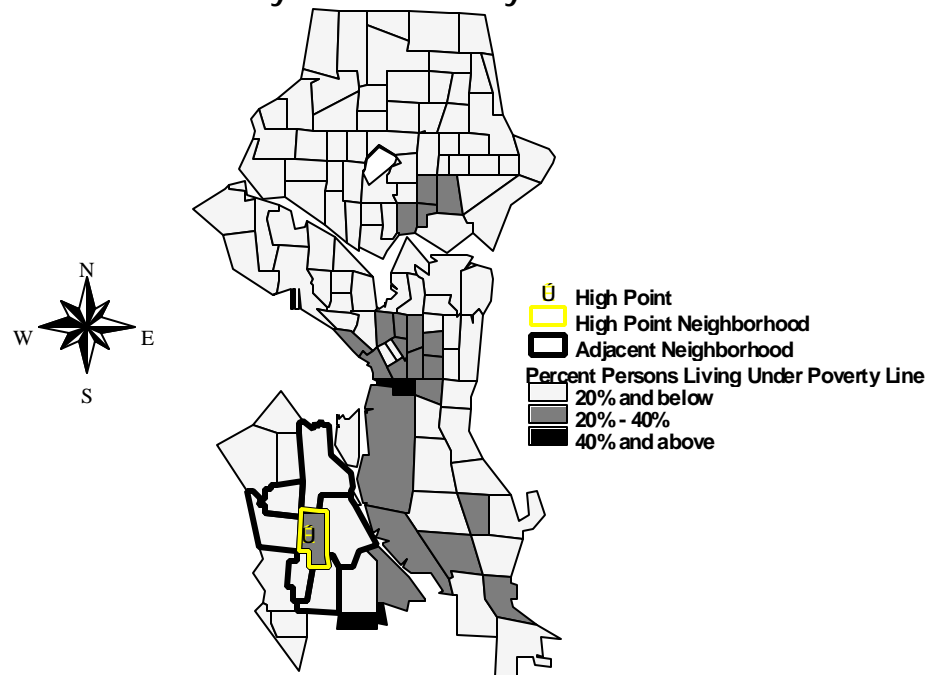 N
W E
S
Ú High Point
High Point Neighborhood
Adjacent Neighborhood
Percent Persons Living Under Poverty Line
20% and below
20% - 40%
40% and above
Ú